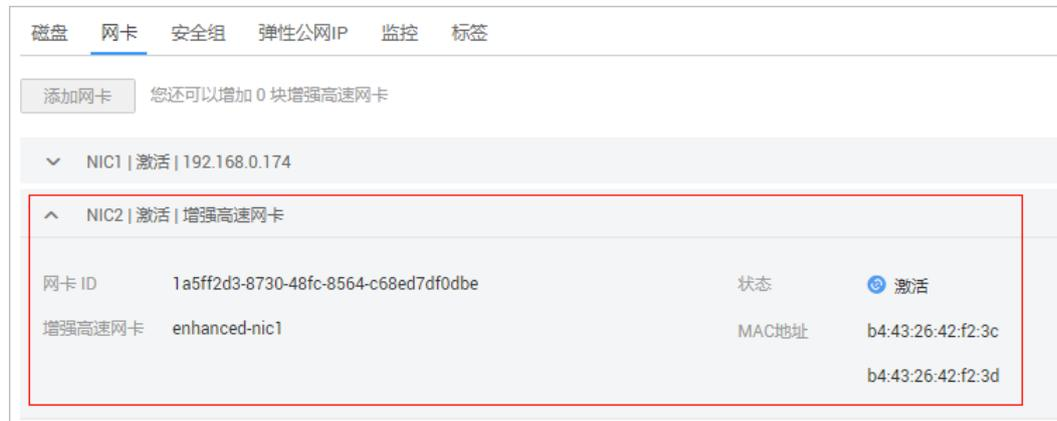 磁盘 网卡 安全组 弹性公网IP 监控 标签
添加网卡 您还可以增加 0 块增强高速网卡
NIC1 | 激活 | 192.168.0.174
NIC2 | 激活 | 增强高速网卡
网卡 ID 1a5ff2d3-8730-48fc-8564-c68ed7df0dbe 状态 激活
增强高速网卡 enhanced-nic1 MAC地址 b4:43:26:42:f2:3c
b4:43:26:42:f2:3d